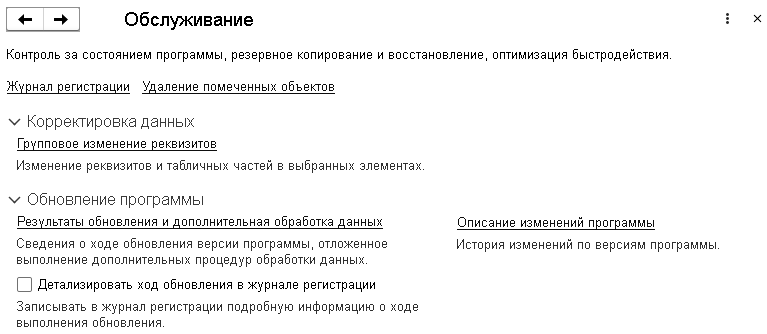 Обслуживание
Контроль за состоянием программы, резервное копирование и восстановление, оптимизация быстродействия.
Журнал регистрации Удаление помеченных объектов
Корректировка данных
Групповое изменение реквизитов
Изменение реквизитов и табличных частей в выбранных элементах.
Обновление программы
Результаты обновления и дополнительная обработка данных
Сведения о ходе обновления версии программы, отложенное
выполнение дополнительных процедур обработки данных.
Описание изменений программы
История изменений по версиям программы.
Детализировать ход обновления в журнале регистрации
Записывать в журнал регистрации подробную информацию о ходе
выполнения обновления.